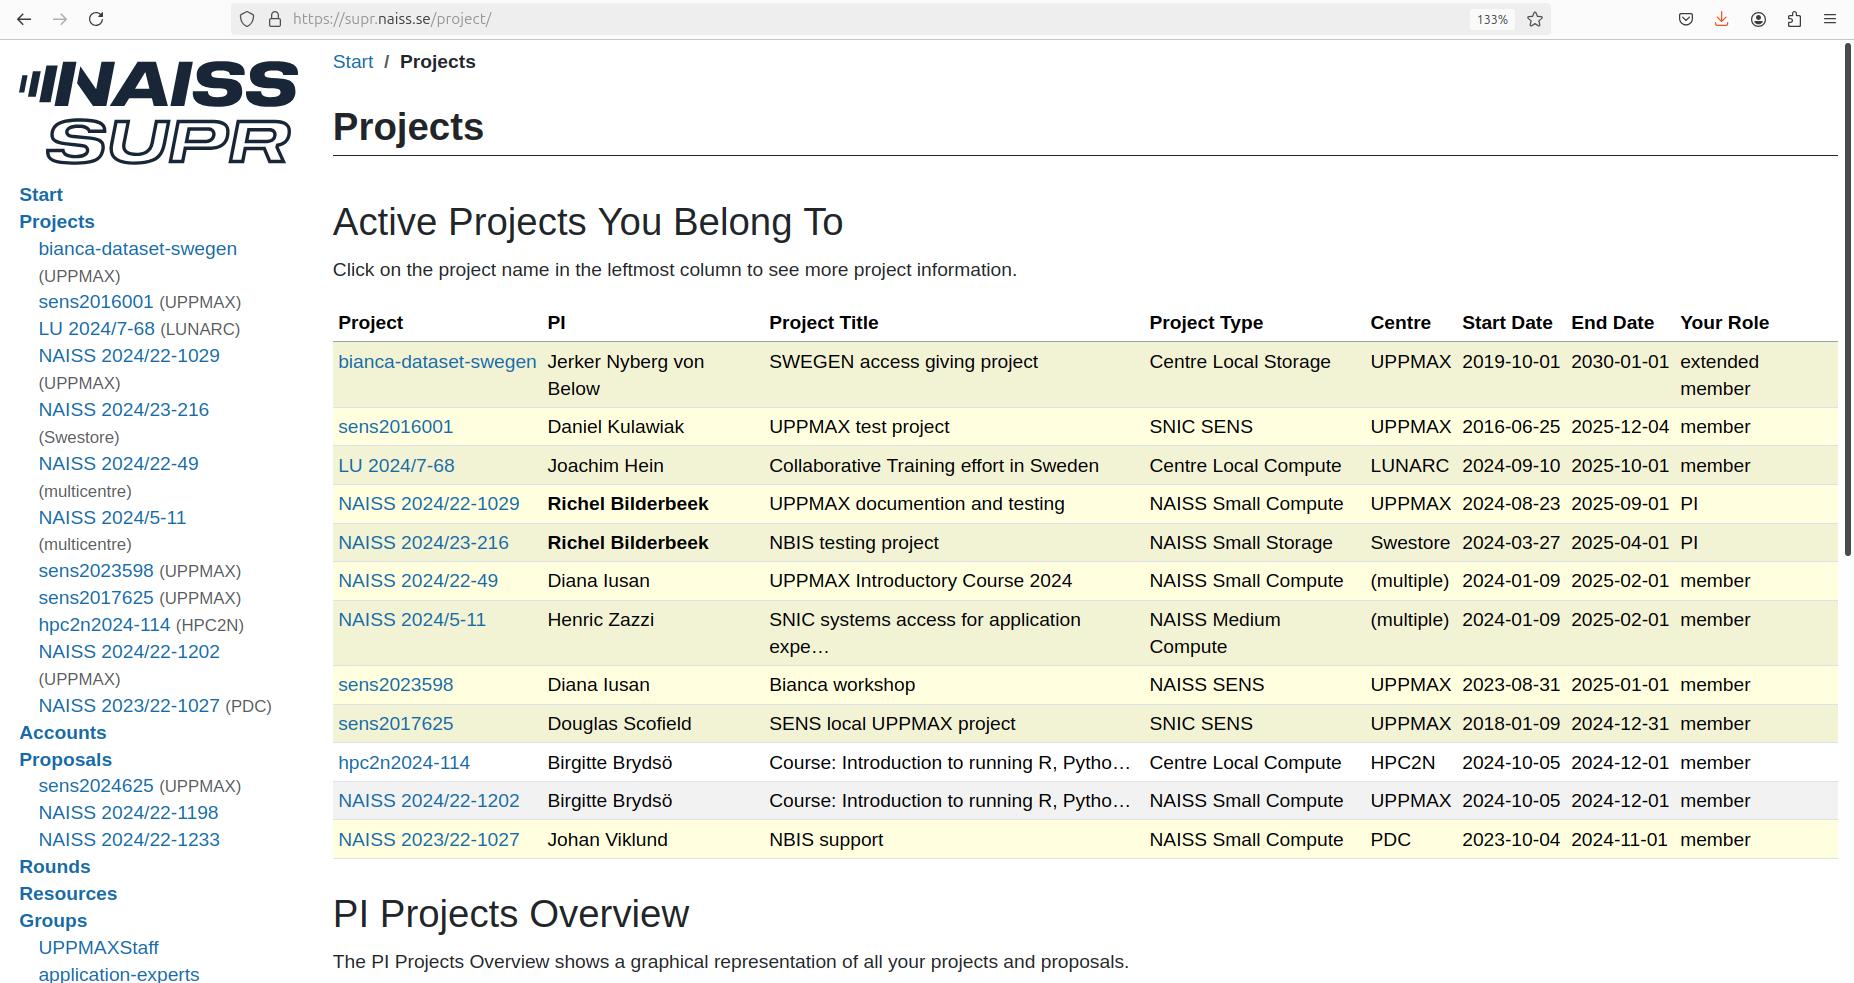 https://supr.naiss.se/project/
133%
NAISS
SUPR
Start
Projects
bianca-dataset-swegen
(UPPMAX)
sens2016001 (UPPMAX)
LU 2024/7-68 (LUNARC)
NAISS 2024/22-1029
(UPPMAX)
NAISS 2024/23-216
(Swestore)
NAISS 2024/22-49
(multicentre)
NAISS 2024/5-11
(multicentre)
sens2023598 (UPPMAX)
sens2017625 (UPPMAX)
hpc2n2024-114 (HPC2N)
NAISS 2024/22-1202
(UPPMAX)
NAISS 2023/22-1027 (PDC)
Accounts
Proposals
sens2024625 (UPPMAX)
NAISS 2024/22-1198
NAISS 2024/22-1233
Rounds
Resources
Groups
UPPMAXStaff
application-experts
Start / Projects
Projects
Active Projects You Belong To
Click on the project name in the leftmost column to see more project information.
Project PI Project Title Project Type Centre Start Date End Date Your Role
bianca-dataset-swegen Jerker Nyberg von SWEGEN access giving project Centre Local Storage UPPMAX 2019-10-01 2030-01-01 extended
Below member
sens2016001 Daniel Kulawiak UPPMAX test project SNIC SENS UPPMAX 2016-06-25 2025-12-04 member
LU 2024/7-68 Joachim Hein Collaborative Training effort in Sweden Centre Local Compute LUNARC 2024-09-10 2025-10-01 member
NAISS 2024/22-1029 Richel Bilderbeek UPPMAX documention and testing NAISS Small Compute UPPMAX 2024-08-23 2025-09-01 PI
NAISS 2024/23-216 Richel Bilderbeek NBIS testing project NAISS Small Storage Swestore 2024-03-27 2025-04-01 PI
NAISS 2024/22-49 Diana Iusan UPPMAX Introductory Course 2024 NAISS Small Compute (multiple) 2024-01-09 2025-02-01 member
NAISS 2024/5-11 Henric Zazzi SNIC systems access for application NAISS Medium (multiple) 2024-01-09 2025-02-01 member
expe… Compute
sens2023598 Diana Iusan Bianca workshop NAISS SENS UPPMAX 2023-08-31 2025-01-01 member
sens2017625 Douglas Scofield SENS local UPPMAX project SNIC SENS UPPMAX 2018-01-09 2024-12-31 member
hpc2n2024-114 Birgitte Brydsö Course: Introduction to running R, Pytho… Centre Local Compute HPC2N 2024-10-05 2024-12-01 member
NAISS 2024/22-1202 Birgitte Brydsö Course: Introduction to running R, Pytho… NAISS Small Compute UPPMAX 2024-10-05 2024-12-01 member
NAISS 2023/22-1027 Johan Viklund NBIS support NAISS Small Compute PDC 2023-10-04 2024-11-01 member
PI Projects Overview
The PI Projects Overview shows a graphical representation of all your projects and proposals.